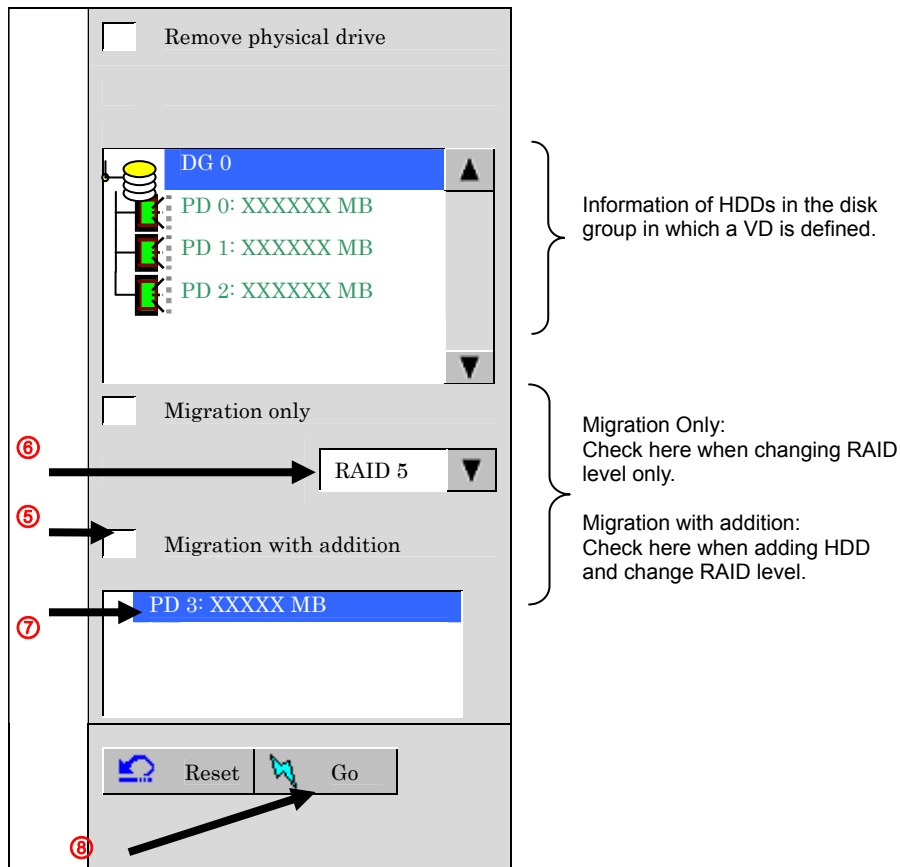 Remove physical drive
DG 0
PD 0: XXXXXX MB
PD 1: XXXXXX MB
PD 2: XXXXXX MB
Information of HDDs in the disk
group in which a VD is defined.
Migration only
⑥
RAID 5
⑤
Migration with addition
Migration Only:
Check here when changing RAID
level only.
Migration with addition:
Check here when adding HDD
and change RAID level.
PD 3: XXXXX MB
⑦
Reset
Go
⑧